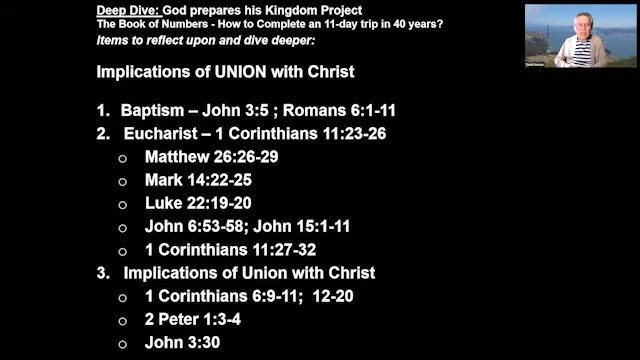 Deep Dive: God prepares his Kingdom Project
The Book of Numbers - How to Complete an 11-day trip in 40 years?
Items to reflect upon and dive deeper:
Implications of UNION with Christ
1. Baptism – John 3:5 ; Romans 6:1-11
2. Eucharist – 1 Corinthians 11:23-26
o Matthew 26:26-29
o Mark 14:22-25
o Luke 22:19-20
o John 6:53-58; John 15:1-11
o 1 Corinthians 11:27-32
3. Implications of Union with Christ
o 1 Corinthians 6:9-11; 12-20
o 2 Peter 1:3-4
o John 3:30